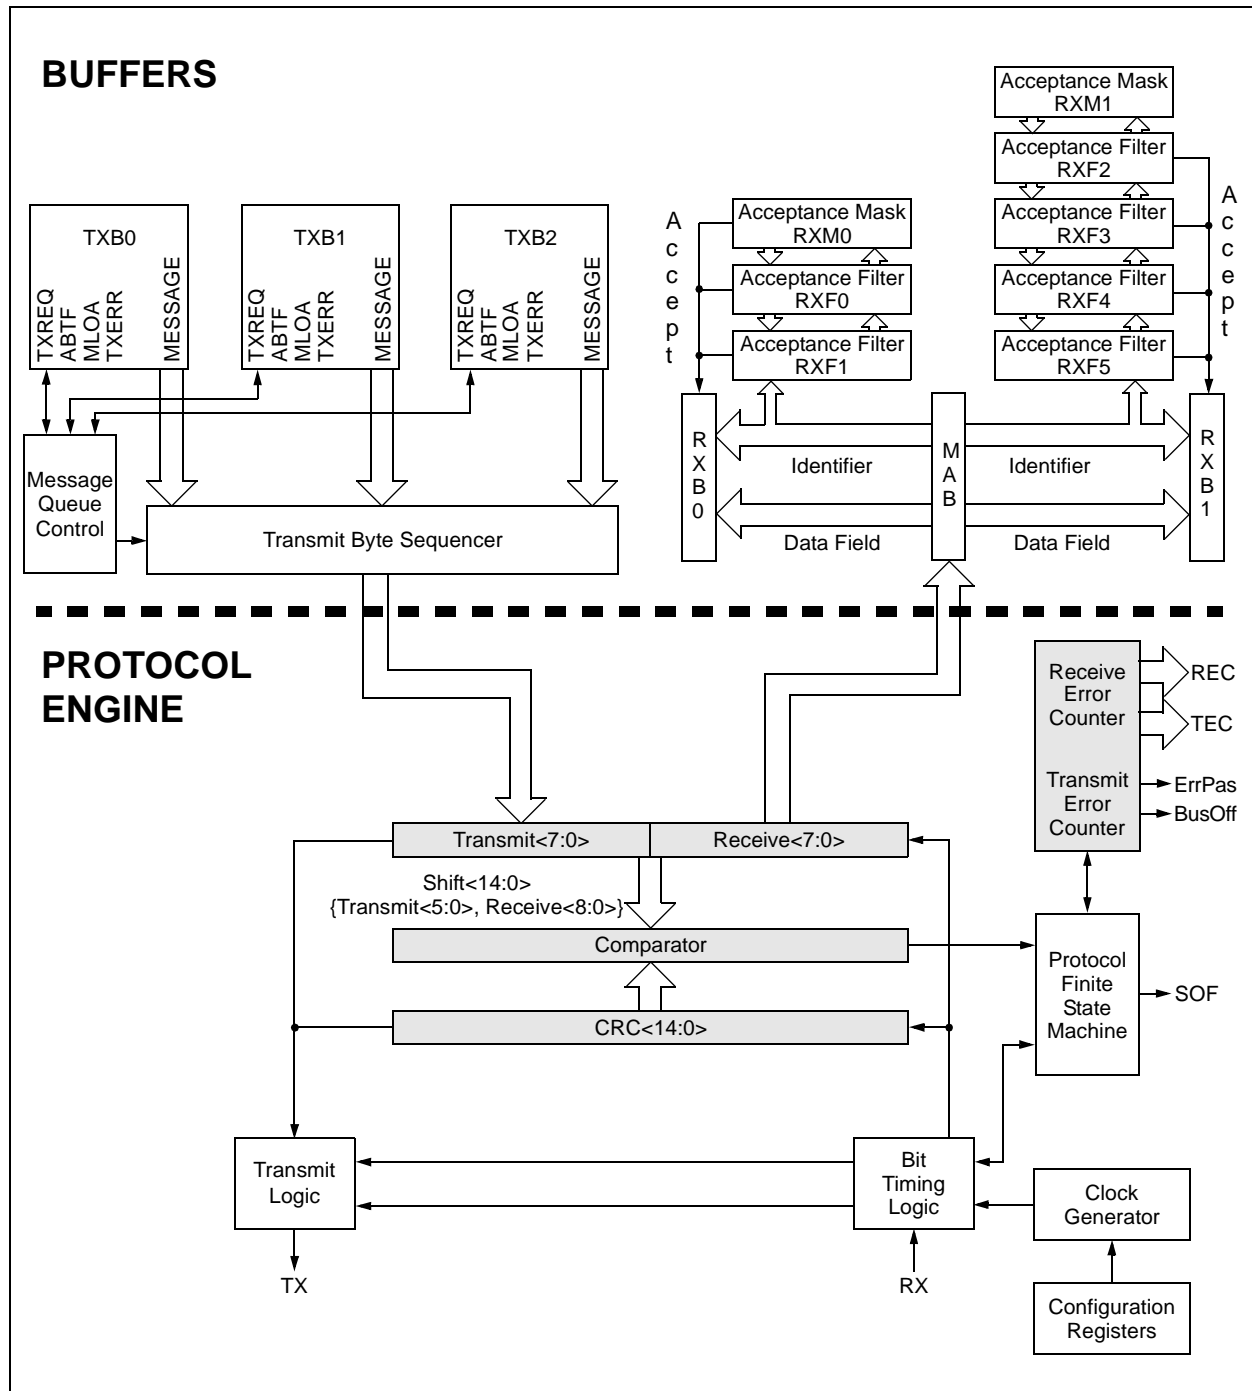 BUFFERS
Acceptance Mask
RXM1
Acceptance Filter
RXF2
Acceptance Filter
RXF3
Acceptance Filter
RXF4
Acceptance Filter
RXF5
Accept
Acceptance Mask
RXM0
Acceptance Filter
RXF0
Acceptance Filter
RXF1
Accept
TXB0
TXREQ
ABTF
MLOA
TXERR
MESSAGE
TXB1
TXREQ
ABTF
MLOA
TXERR
MESSAGE
TXB2
TXREQ
ABTF
MLOA
TXERR
MESSAGE
Message
Queue
Control
Transmit Byte Sequencer
RXB0
Identifier
Data Field
MAB
Identifier
Data Field
RXB1
PROTOCOL
ENGINE
Receive
Error
Counter
Transmit
Error
Counter
REC
TEC
ErrPas
BusOff
Transmit<7:0>
Receive<7:0>
Shift<14:0>
{Transmit<5:0>, Receive<8:0>}
Comparator
CRC<14:0>
Protocol
Finite
State
Machine
SOF
Transmit
Logic
Bit
Timing
Logic
Clock
Generator
TX
RX
Configuration
Registers